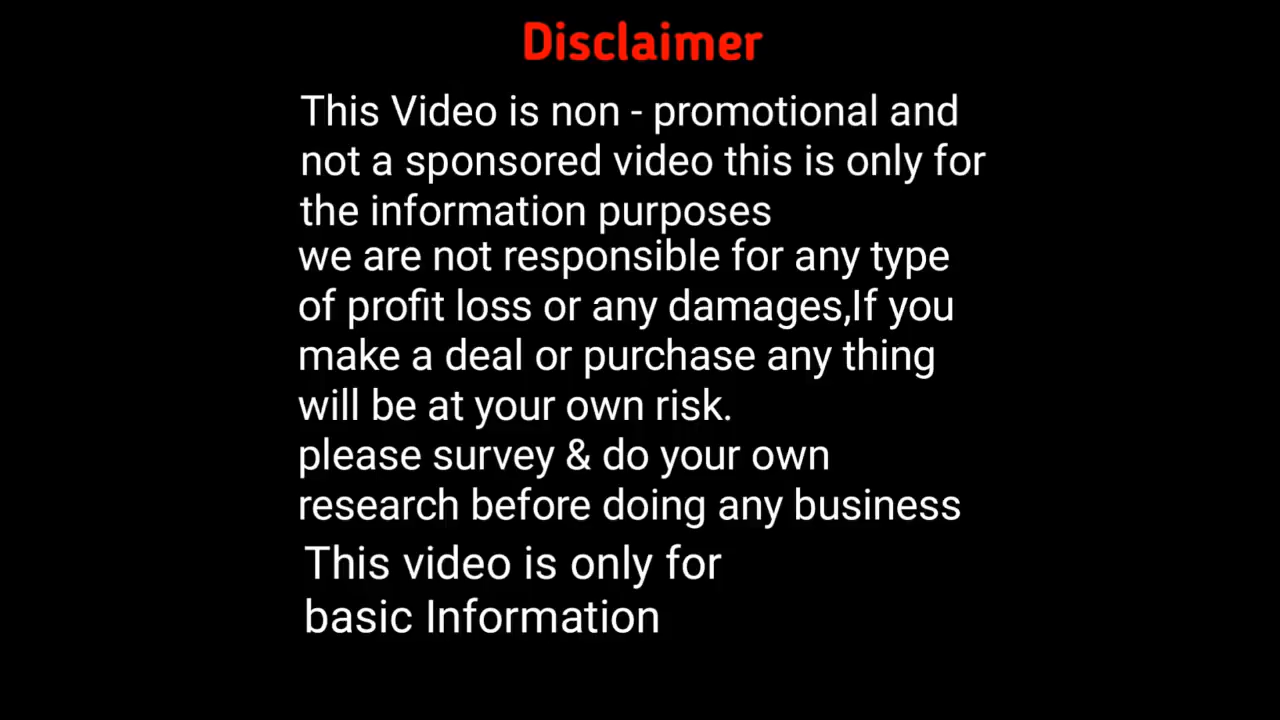 Disclaimer
This Video is non - promotional and
not a sponsored video this is only for
the information purposes
we are not responsible for any type
of profit loss or any damages,If you
make a deal or purchase any thing
will be at your own risk.
please survey & do your own
research before doing any business
This video is only for
basic Information